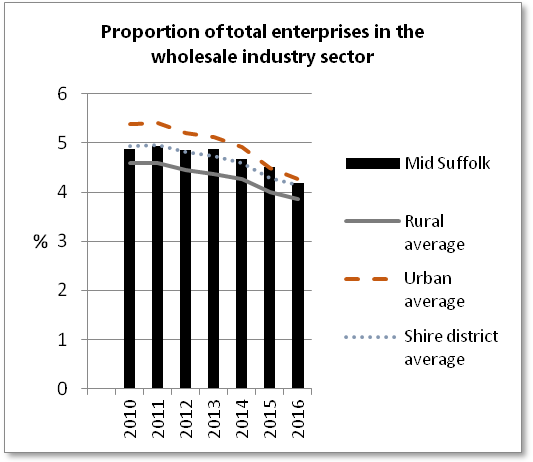 Proportion of total enterprises in the
wholesale industry sector
6
5
4
% 3
2
1
0
2010 2011 2012 2013 2014 2015 2016
Mid Suffolk
Rural
average
Urban
average
Shire district
average